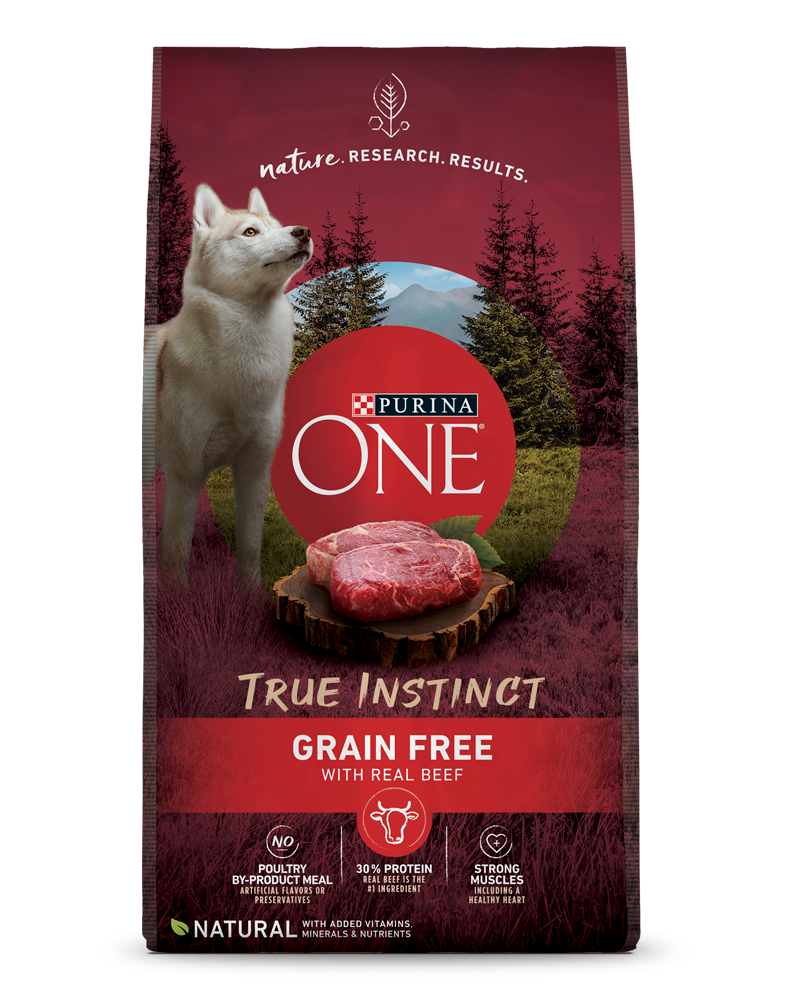 nature. RESEARCH. RESULTS.
PURINA
ONE®
TRUE INSTINCT
GRAIN FREE
WITH REAL BEEF
NO
POULTRY
BY-PRODUCT MEAL
ARTIFICIAL FLAVORS OR
PRESERVATIVES
30% PROTEIN
REAL BEEF IS THE
#1 INGREDIENT
STRONG
MUSCLES
INCLUDING A
HEALTHY HEART
NATURAL WITH ADDED VITAMINS,
MINERALS & NUTRIENTS